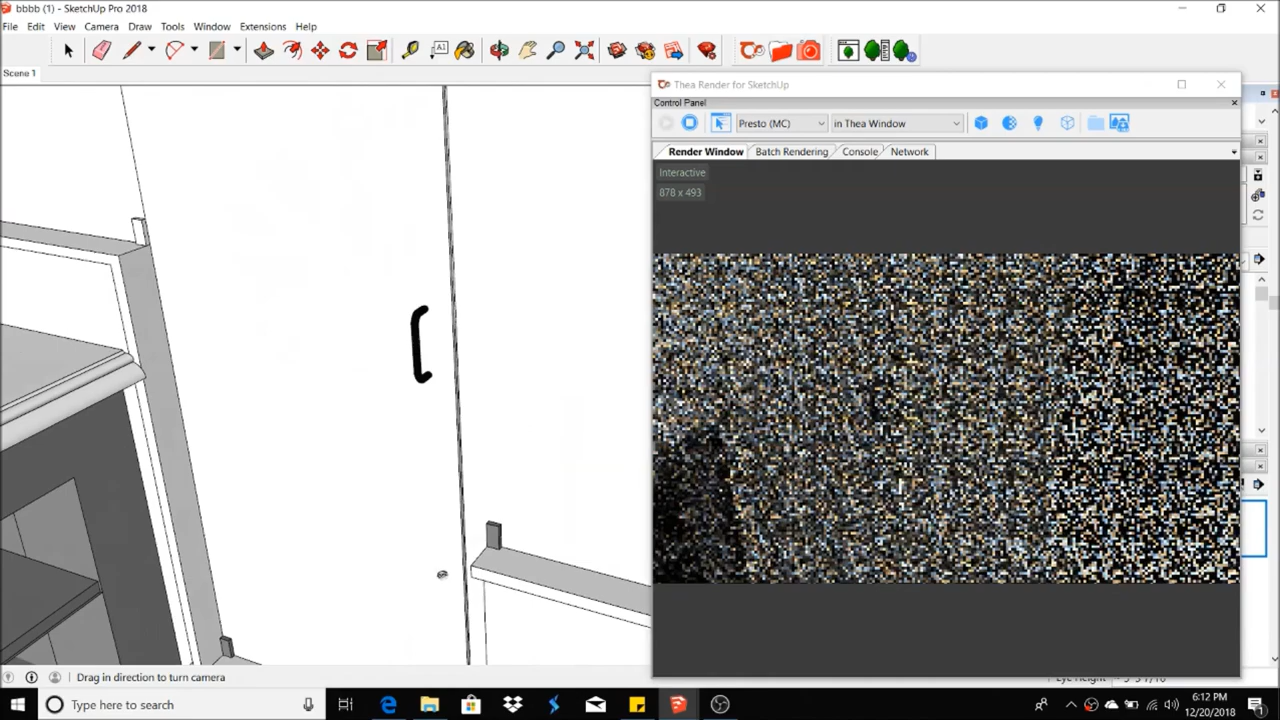 bbbb (1) - SketchUp Pro 2018
File Edit View Camera Draw Tools Window Extensions Help
A1
Scene 1
Thea Render for SketchUp
Control Panel
Presto (MC) in Thea Window
Render Window Batch Rendering Console Network
Interactive
878 x 493
Drag in direction to turn camera
Type here to search
6:12 PM
12/20/2018
1